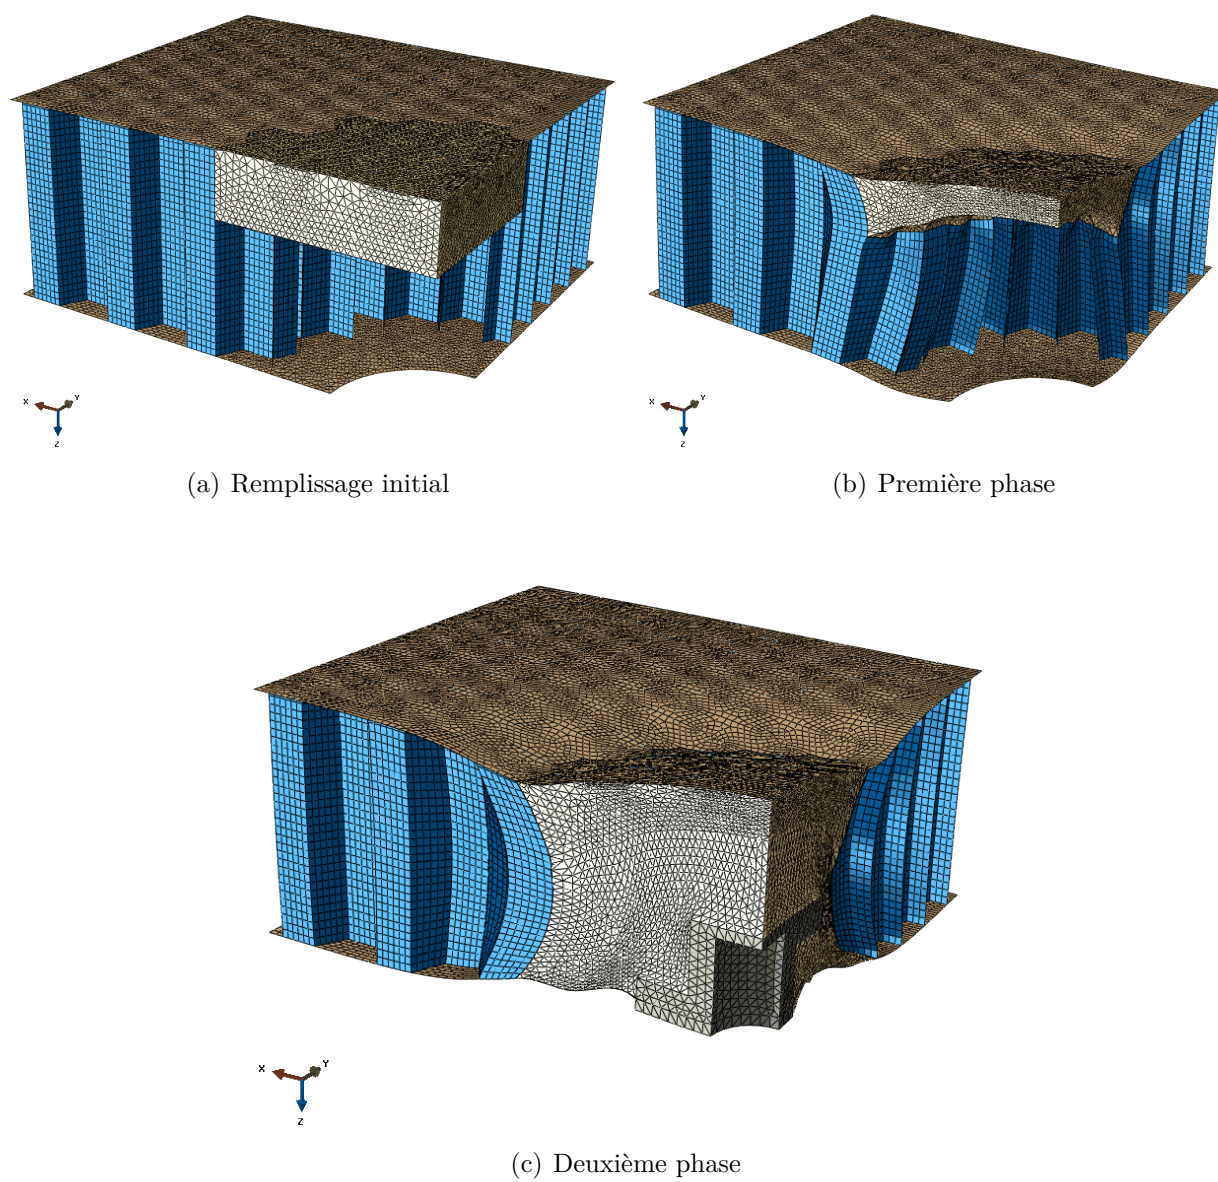 X Y
Z
X Y
Z
(a) Remplissage initial
(b) Première phase
X Y
Z
(c) Deuxième phase